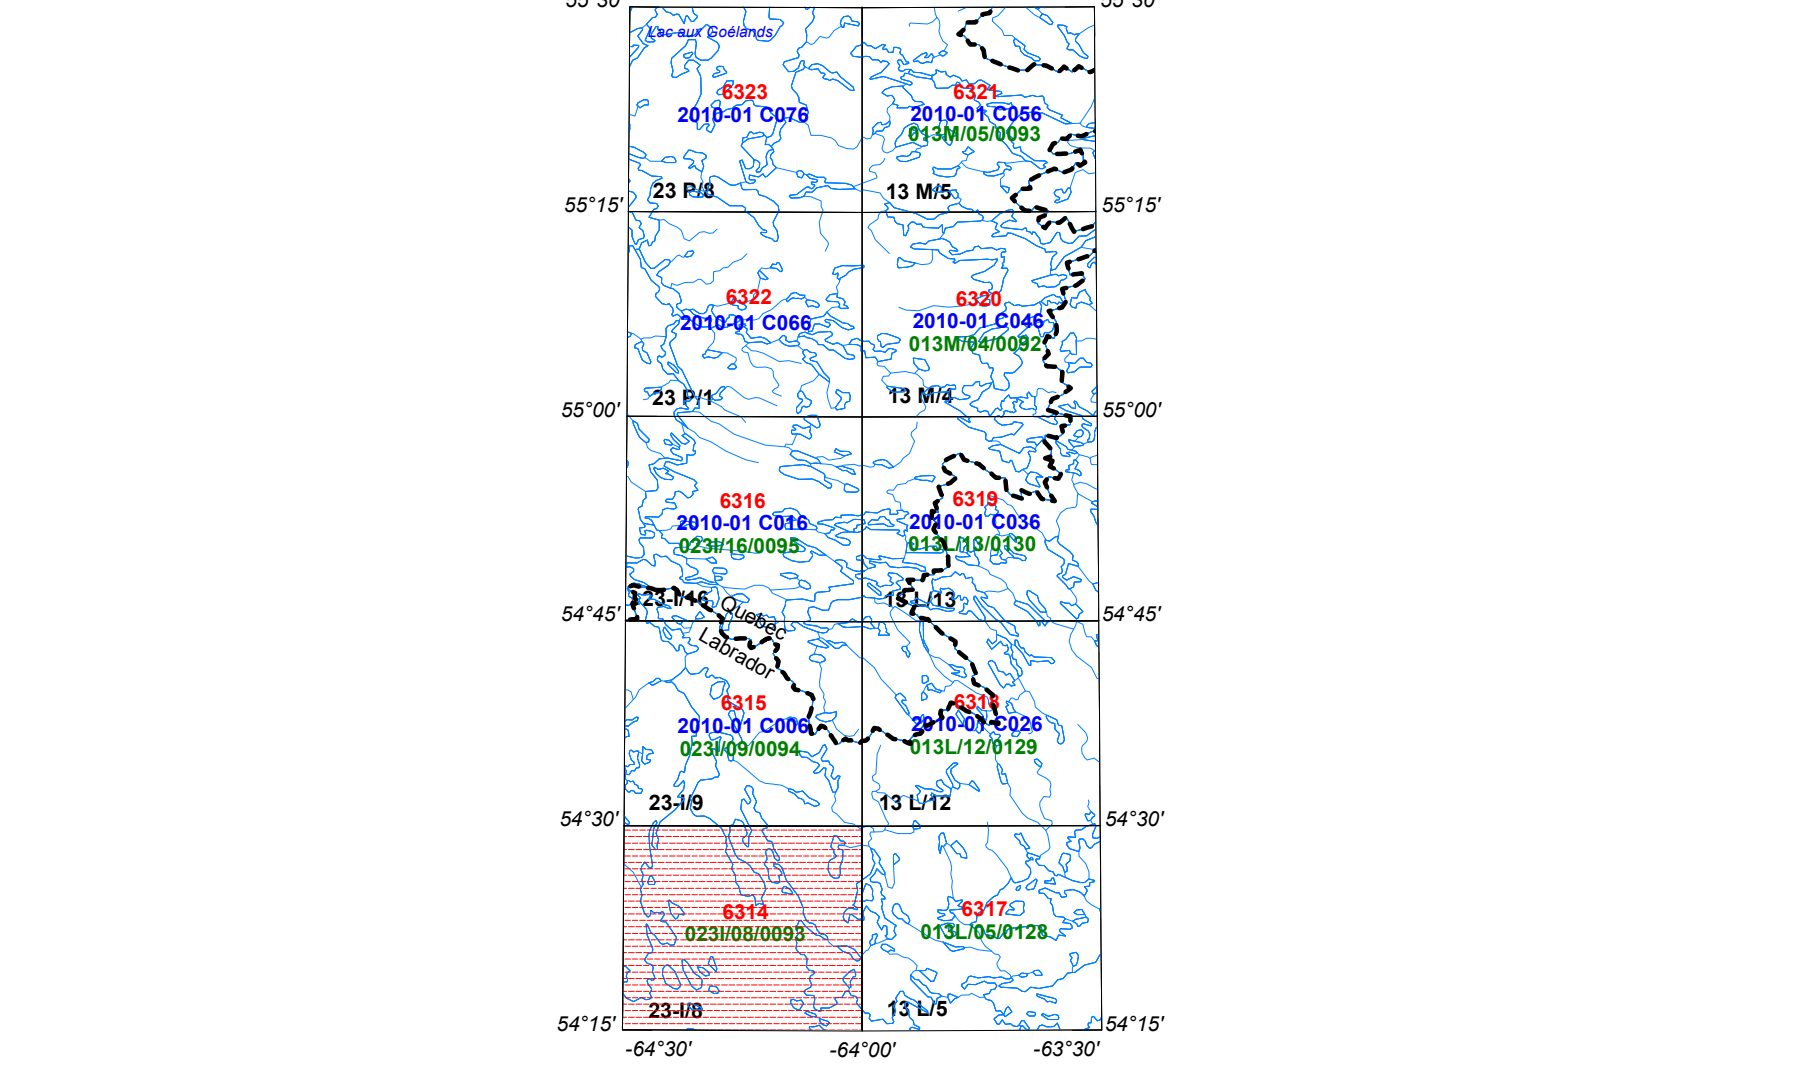 55°30'
55°30'
Lac aux Goélands
6323
2010-01 C076
23 P/8
6321
2010-01 C056
013M/05/0093
13 M/5
55°15'
55°15'
6322
2010-01 C066
23 P/1
6320
2010-01 C046
013M/04/0092
13 M/4
55°00'
55°00'
6316
2010-01 C016
023I/16/0095
23-I/16
Quebec
Labrador
6319
2010-01 C036
013L/13/0130
13 L/13
54°45'
54°45'
6315
2010-01 C006
023I/09/0094
23-I/9
6318
2010-01 C026
013L/12/0129
13 L/12
54°30'
54°30'
6314
023I/08/0093
23-I/8
6317
013L/05/0128
13 L/5
54°15'
54°15'
-64°30'
-64°00'
-63°30'